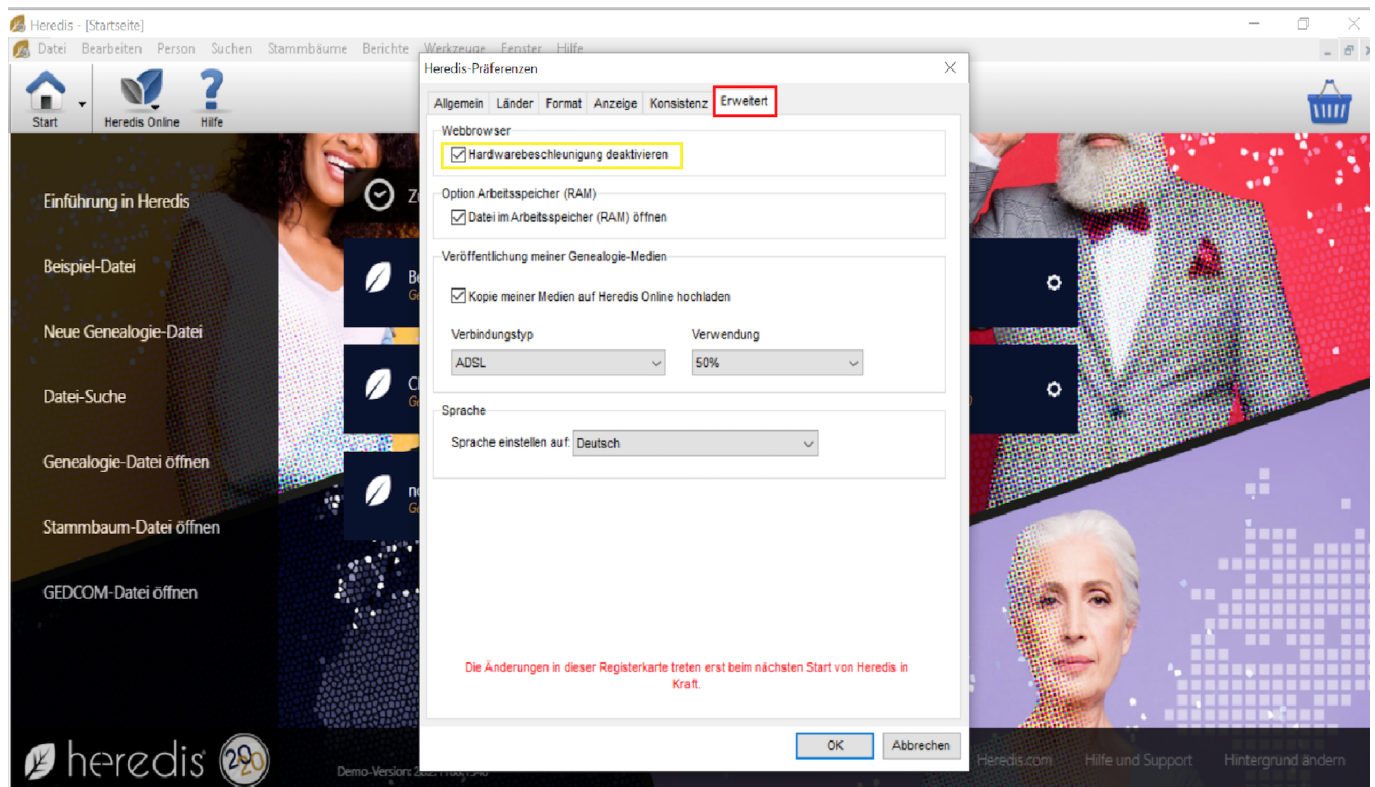 Heredis - [Startseite]
Datei Bearbeiten Person Suchen Stammbäume Berichte Werkzeuge Fenster Hilfe
Start
Heredis Online
Hilfe
Einführung in Heredis
Beispiel-Datei
Neue Genealogie-Datei
Datei-Suche
Genealogie-Datei öffnen
Stammbaum-Datei öffnen
GEDCOM-Datei öffnen
heredis 2020
Demo-Version:
Heredis-Präferenzen
Allgemein Länder Format Anzeige Konsistenz Erweitert
Webbrowser
Hardwarebeschleunigung deaktivieren
Option Arbeitsspeicher (RAM)
Datei im Arbeitsspeicher (RAM) öffnen
Veröffentlichung meiner Genealogie-Medien
Kopie meiner Medien auf Heredis Online hochladen
Verbindungstyp Verwendung
ADSL 50%
Sprache
Sprache einstellen auf: Deutsch
Die Änderungen in dieser Registerkarte treten erst beim nächsten Start von Heredis in
Kraft.
OK Abbrechen
Heredis.com Hilfe und Support Hintergrund ändern